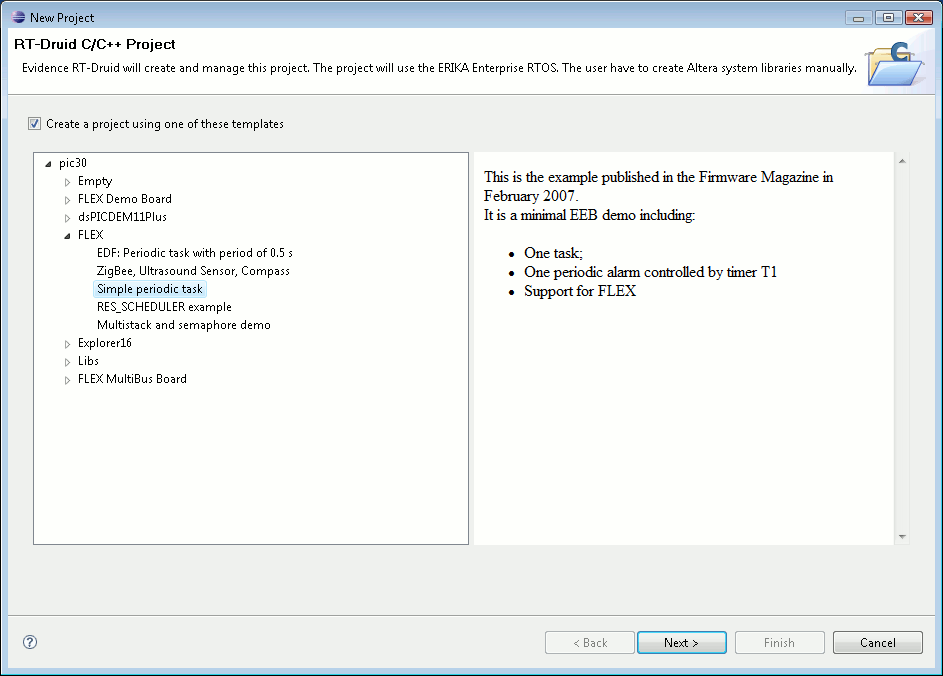 New Project
RT-Druid C/C++ Project
Evidence RT-Druid will create and manage this project. The project will use the ERIKA Enterprise RTOS. The user have to create Altera system libraries manually.
Create a project using one of these templates
pic30
Empty
FLEX Demo Board
dsPICDEM11Plus
FLEX
EDF: Periodic task with period of 0.5 s
ZigBee, Ultrasound Sensor, Compass
Simple periodic task
RES_SCHEDULER example
Multistack and semaphore demo
Explorer16
Libs
FLEX MultiBus Board
This is the example published in the Firmware Magazine in
February 2007.
It is a minimal EEB demo including:
• One task;
• One periodic alarm controlled by timer T1
• Support for FLEX
< Back
Next >
Finish
Cancel